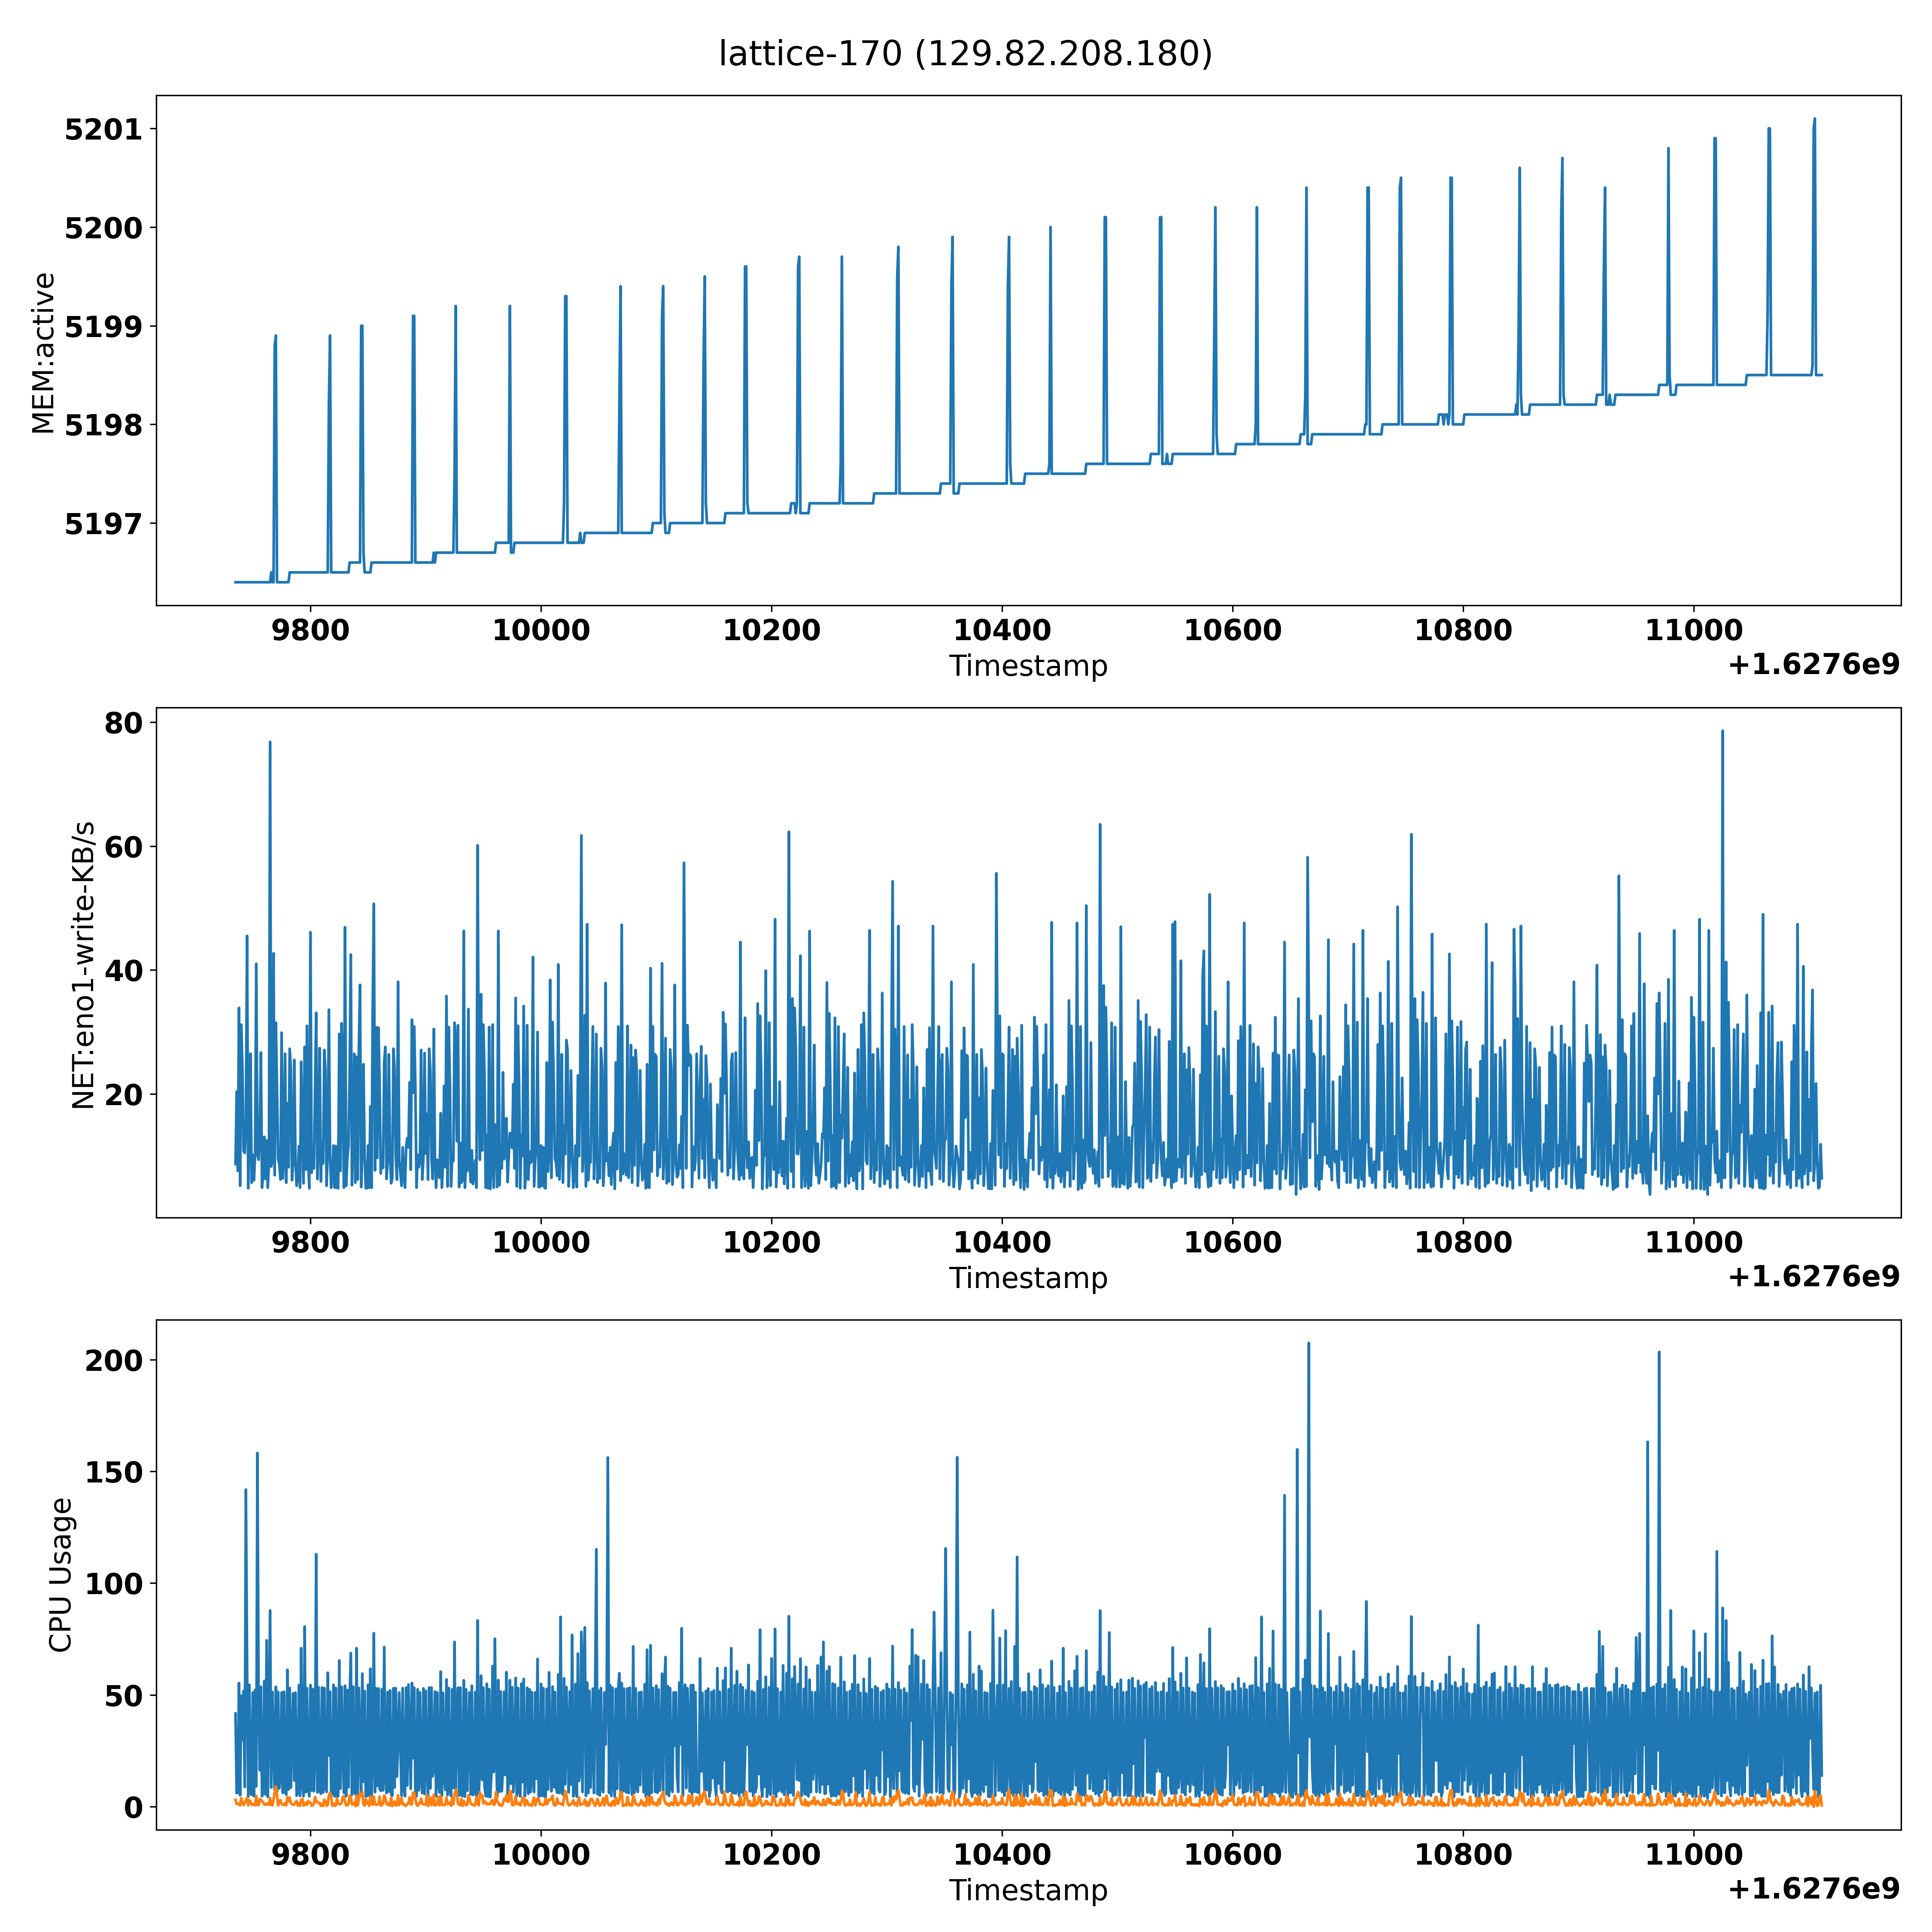 lattice-170 (129.82.208.180)
5201
5200
5199
5198
5197
MEM:active
9800 10000 10200 10400 10600 10800 11000
Timestamp
+1.6276e9
80
60
40
20
NET:eno1-write-KB/s
9800 10000 10200 10400 10600 10800 11000
Timestamp
+1.6276e9
200
150
100
50
0
CPU Usage
9800 10000 10200 10400 10600 10800 11000
Timestamp
+1.6276e9